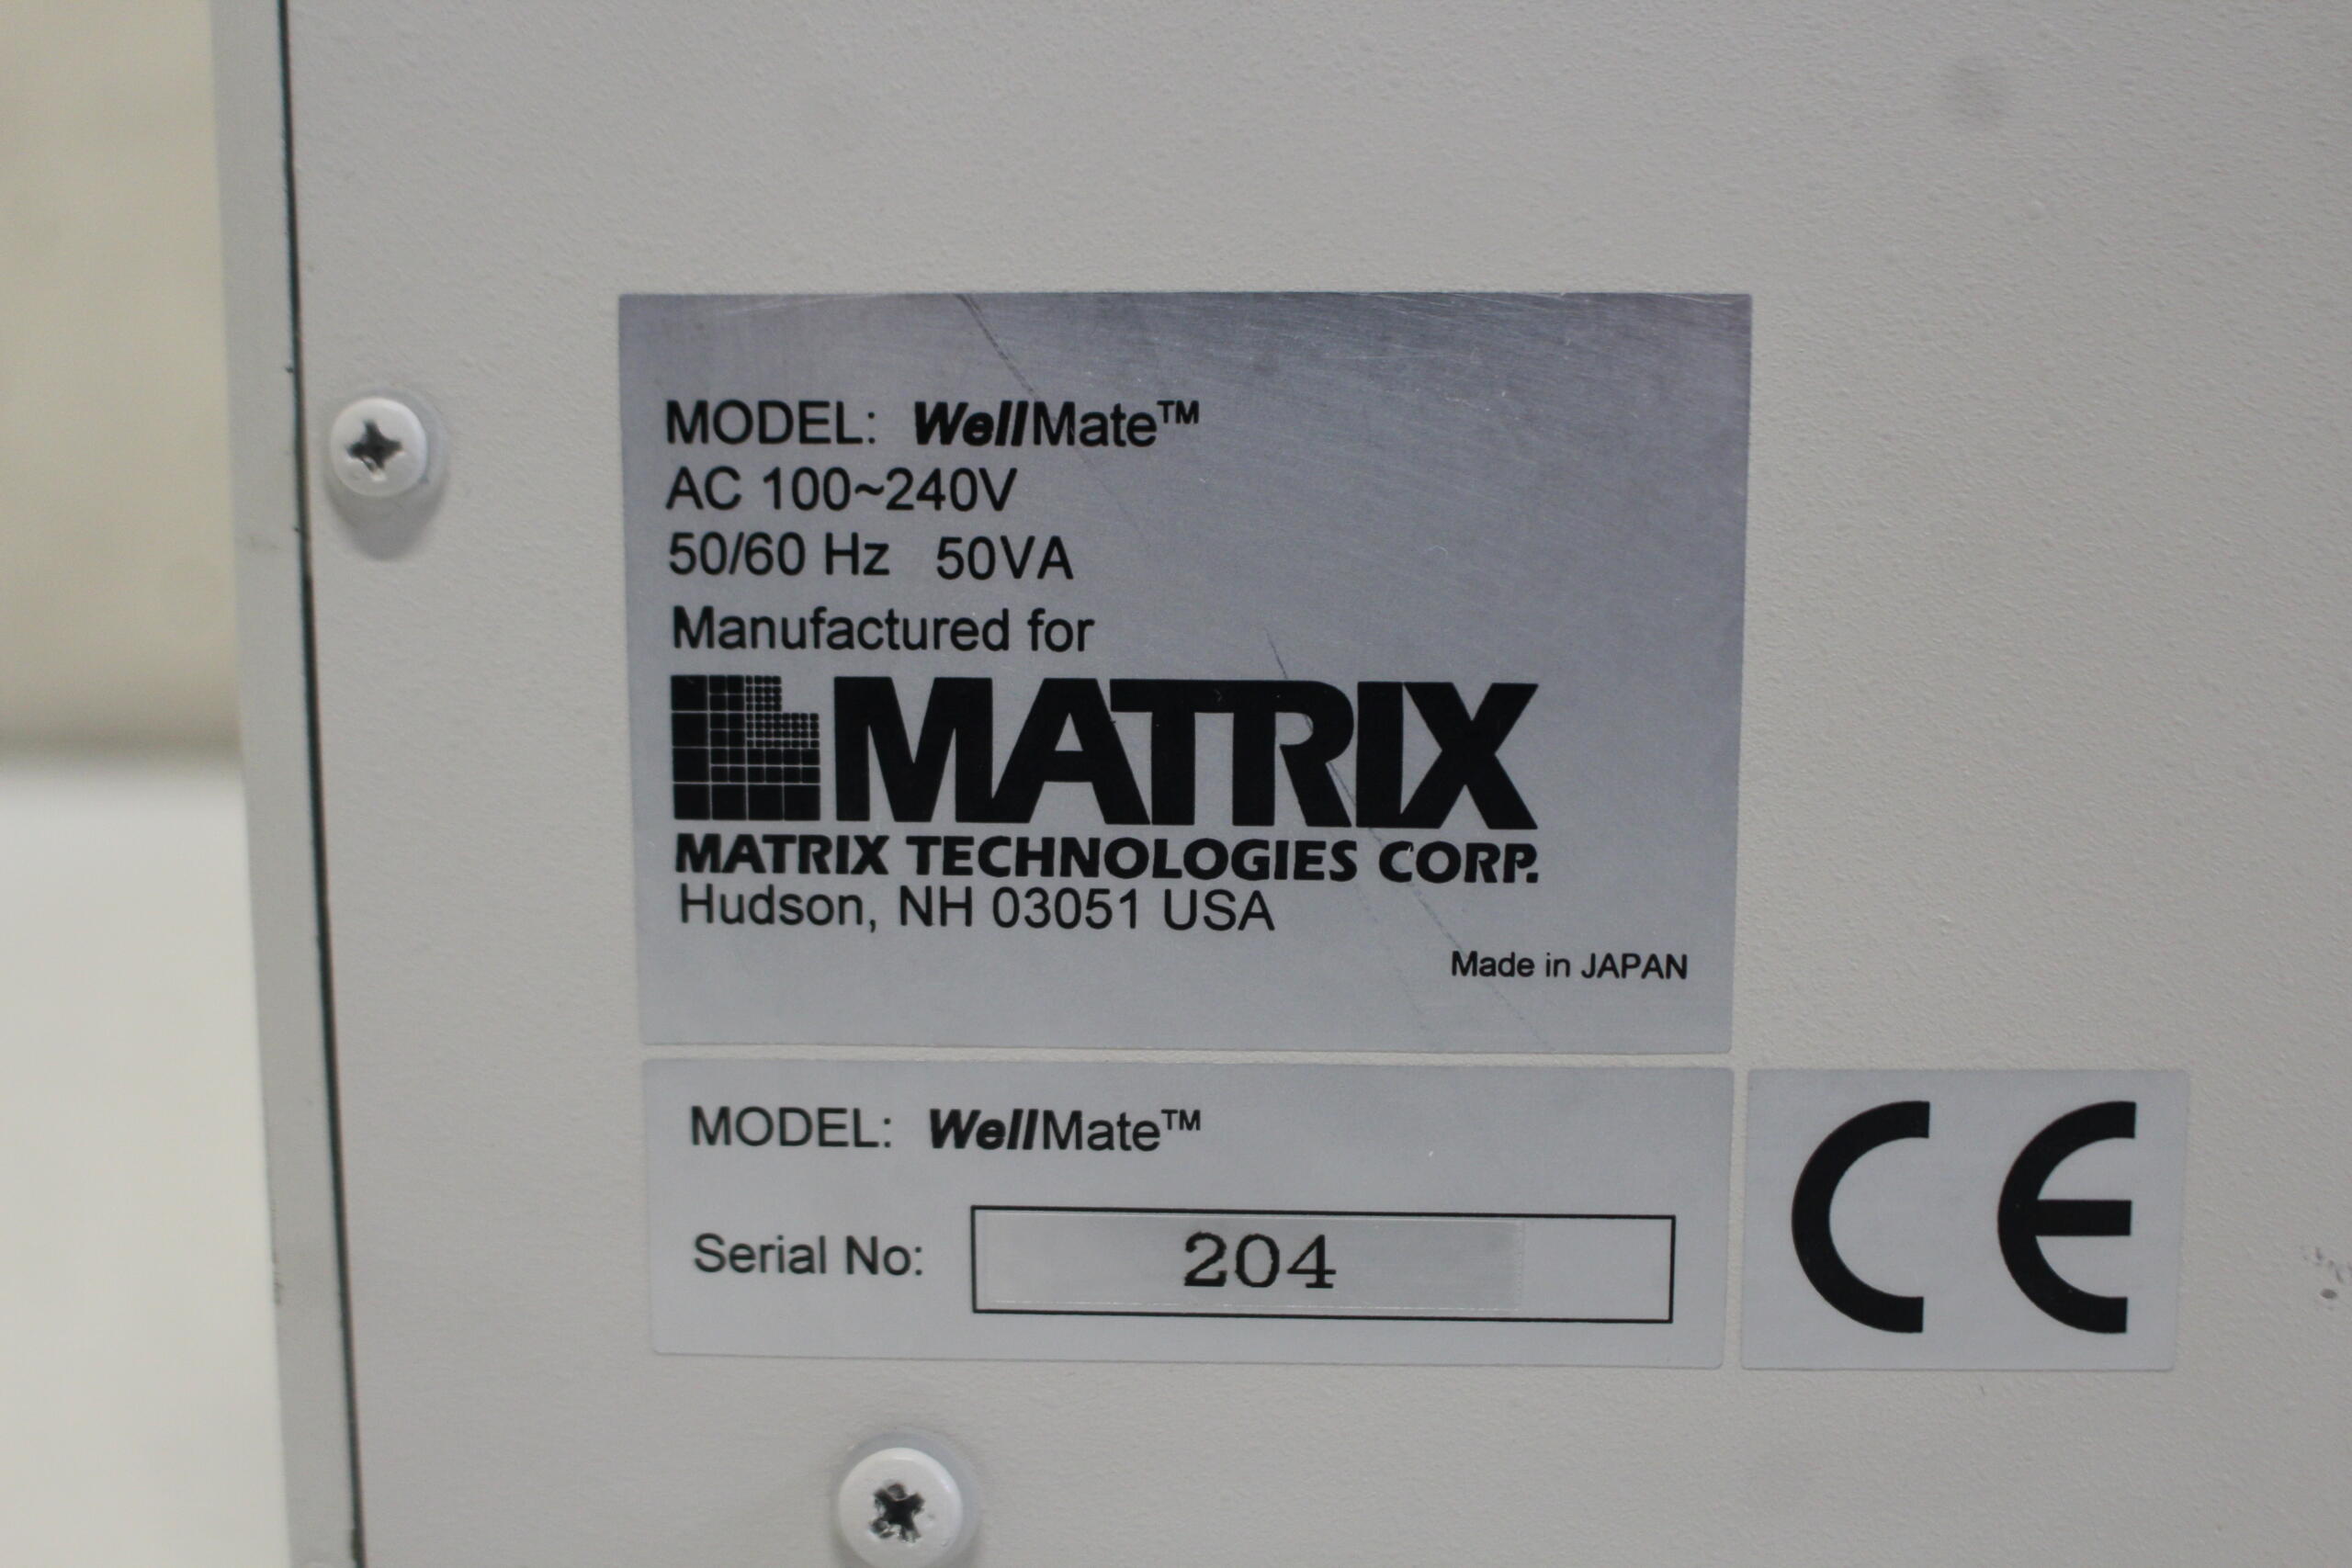 MODEL: WellMate™
AC 100~240V
50/60 Hz 50VA
Manufactured for
MATRIX
MATRIX TECHNOLOGIES CORP.
Hudson, NH 03051 USA
Made in JAPAN
MODEL: WellMate™
Serial No: 204
CE